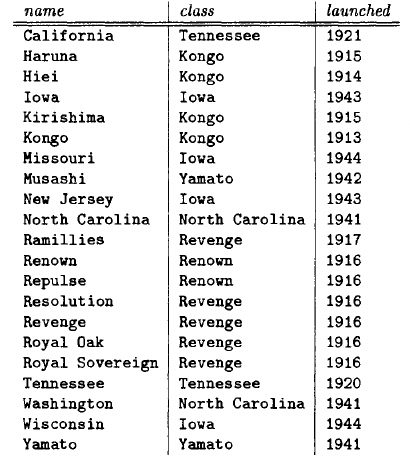 name class launched
California Tennessee 1921
Haruna Kongo 1915
Hiei Kongo 1914
Iowa Iowa 1943
Kirishima Kongo 1915
Kongo Kongo 1913
Missouri Iowa 1944
Musashi Yamato 1942
New Jersey Iowa 1943
North Carolina North Carolina 1941
Ramillies Revenge 1917
Renown Renown 1916
Repulse Renown 1916
Resolution Revenge 1916
Revenge Revenge 1916
Royal Oak Revenge 1916
Royal Sovereign Revenge 1916
Tennessee Tennessee 1920
Washington North Carolina 1941
Wisconsin Iowa 1944
Yamato Yamato 1941